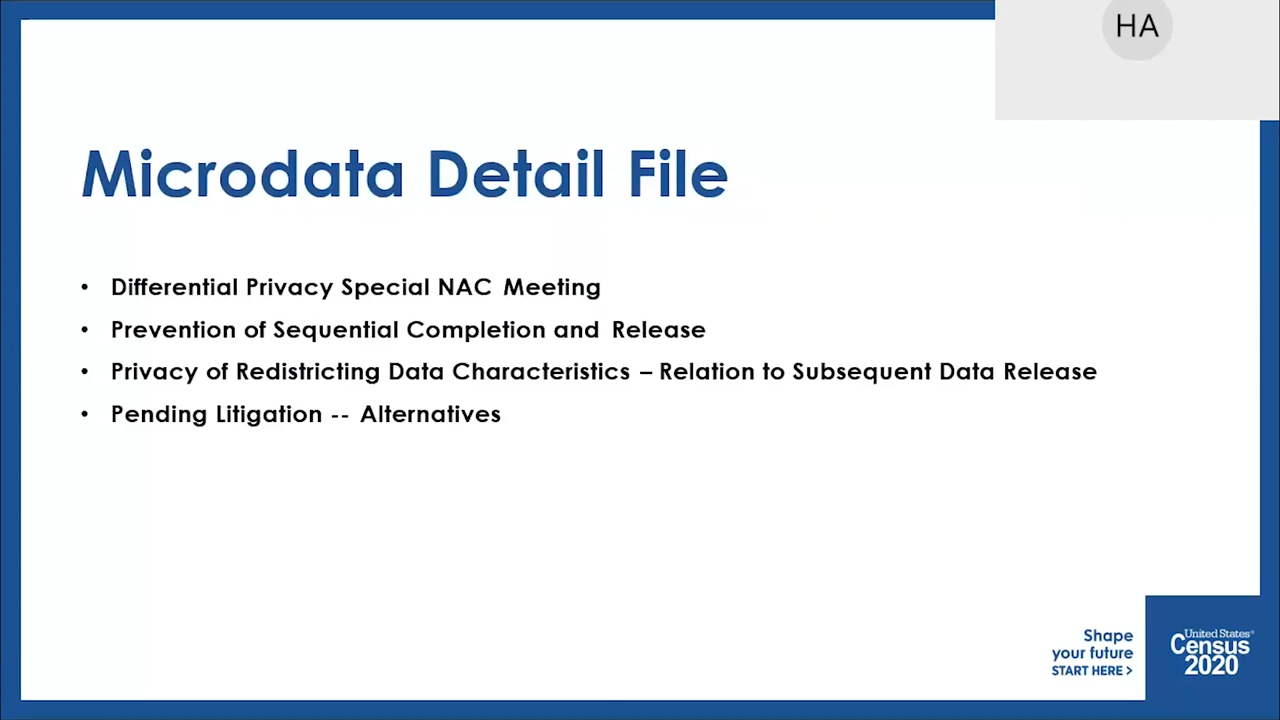 HA
Microdata Detail File
• Differential Privacy Special NAC Meeting
• Prevention of Sequential Completion and Release
• Privacy of Redistricting Data Characteristics – Relation to Subsequent Data Release
• Pending Litigation -- Alternatives
Shape
your future
START HERE >
United States®
Census
2020